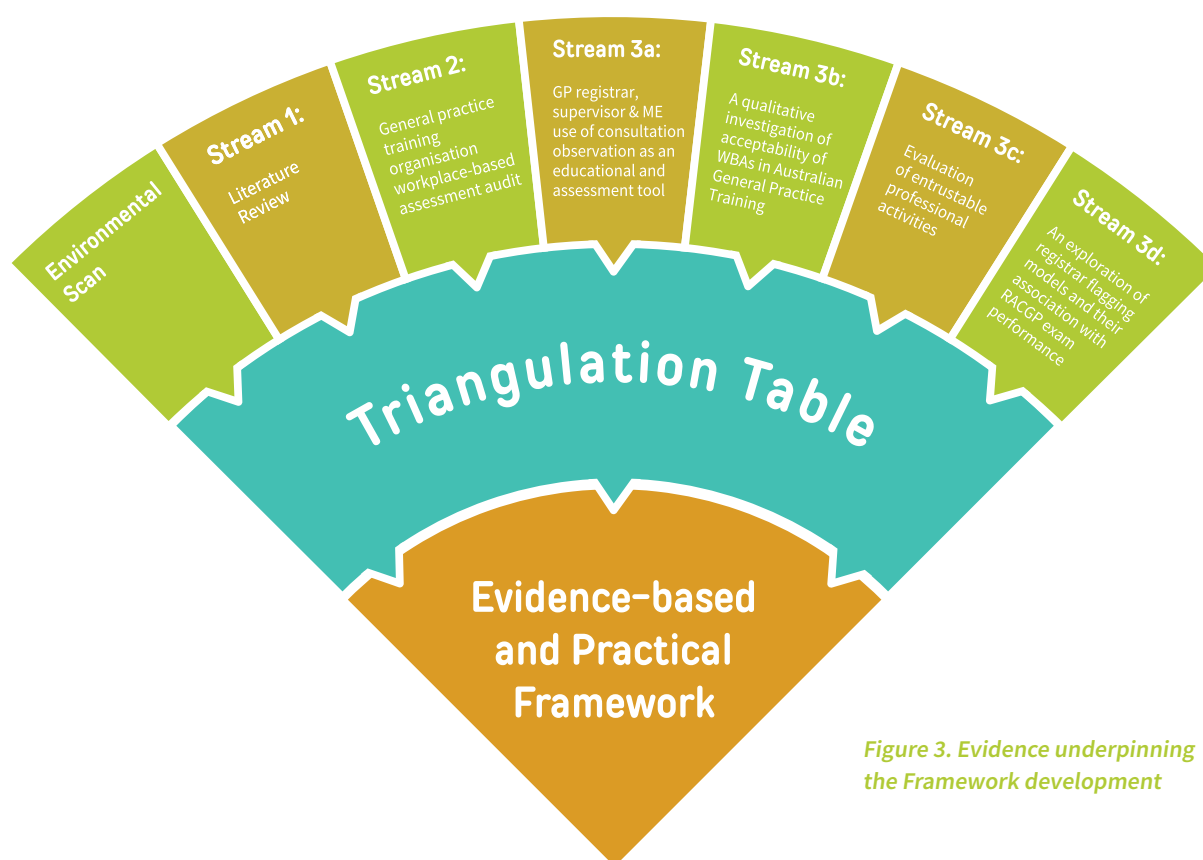 Environmental
Scan
Stream 1:
Literature
Review
Stream 2:
General practice
training
organisation
workplace-based
assessment audit
Stream 3a:
GP registrar,
supervisor & ME
use of consultation
observation as an
educational and
assessment tool
Stream 3b:
A qualitative
investigation of
acceptability of
WBAs in Australian
General Practice
Training
Stream 3c:
Evaluation
of entrustable
professional
activities
Stream 3d:
An exploration of
registrar flagging
models and their
association with
RACGP exam
performance
Triangulation Table
Evidence-based
and Practical
Framework
Figure 3. Evidence underpinning
the Framework development